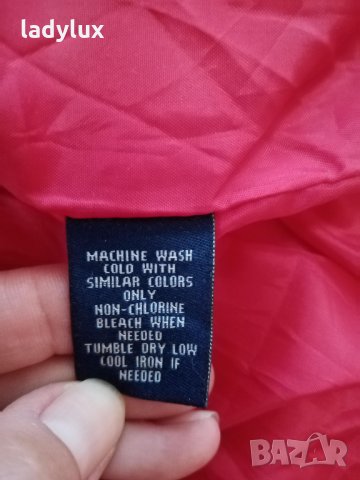 ladylux
MACHINE WASH
COLD WITH
SIMILAR COLORS
ONLY
NON-CHLORINE
BLEACH WHEN
NEEDED
TUMBLE DRY LOW
COOL IRON IF
NEEDED
BAZAR